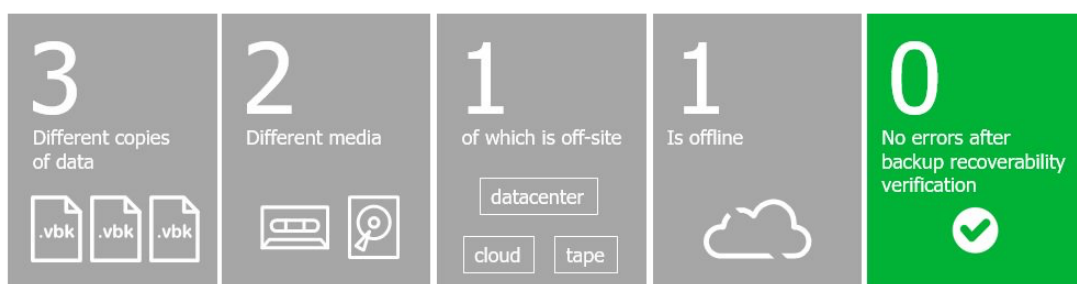 3
Different copies
of data
.vbk
.vbk
.vbk
2
Different media
1
of which is off-site
datacenter
cloud
tape
1
Is offline
0
No errors after
backup recoverability
verification